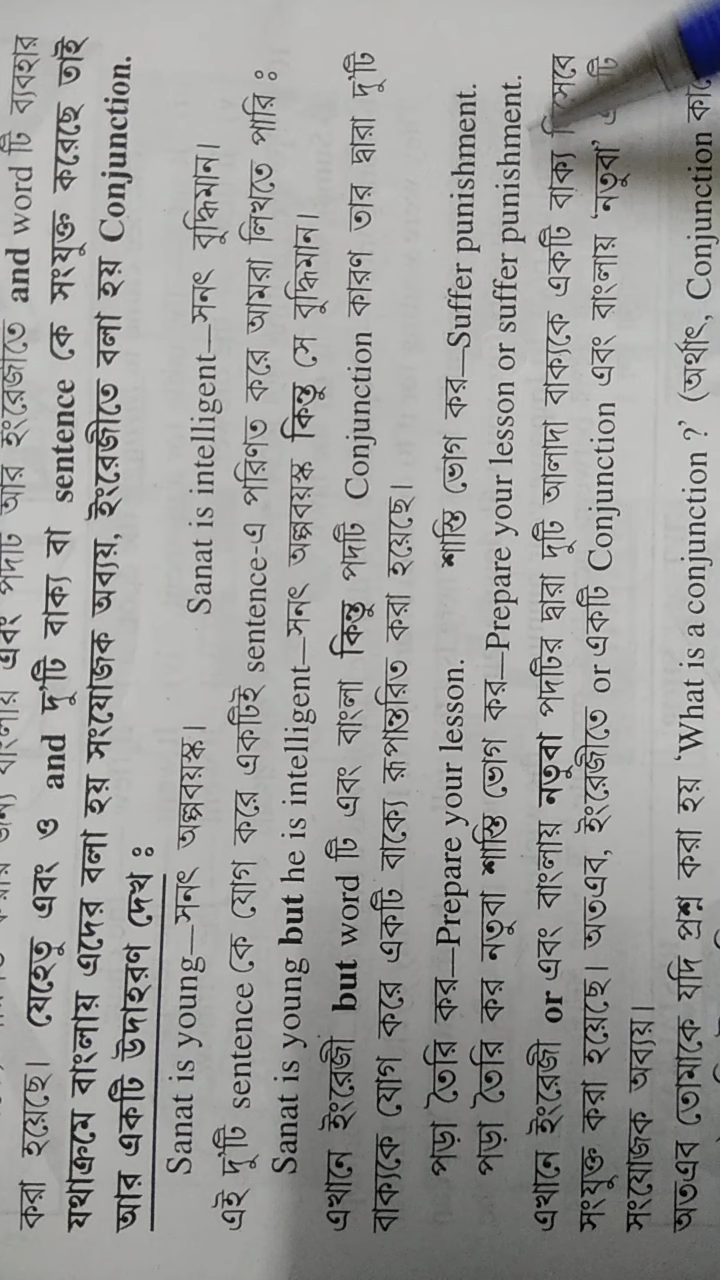 করা হয়েছে। যেহেতু এবং ও and দু'টি বাক্য বা sentence কে সংযুক্ত করেছে তাই
যথাক্রমে বাংলায় এদের বলা হয় সংযোজক অব্যয়, ইংরেজীতে বলা হয় Conjunction.
আর একটি উদাহরণ দেখ :
Sanat is young—সনৎ অল্পবয়স্ক। Sanat is intelligent—সনৎ বুদ্ধিমান।
এই দু'টি sentence কে যোগ করে একটিই sentence-এ পরিণত করে আমরা লিখতে পারি :
Sanat is young but he is intelligent—সনৎ অল্পবয়স্ক কিন্তু সে বুদ্ধিমান।
এখানে ইংরেজী but word টি এবং বাংলা কিন্তু পদটি Conjunction কারণ তার দ্বারা দু'টি
বাক্যকে যোগ করে একটি বাক্যে রূপান্তরিত করা হয়েছে।
পড়া তৈরি কর—Prepare your lesson. শাস্তি ভোগ কর—Suffer punishment.
পড়া তৈরি কর নতুবা শাস্তি ভোগ কর—Prepare your lesson or suffer punishment.
এখানে ইংরেজী or এবং বাংলায় নতুবা পদটির দ্বারা দুটি আলাদা বাক্যকে একটি বাক্য
সংযুক্ত করা হয়েছে। অতএব, ইংরেজীতে or একটি Conjunction এবং বাংলায় 'নতুবা'
সংযোজক অব্যয়।
অতএব তোমাকে যদি প্রশ্ন করা হয় 'What is a conjunction ?' (অর্থাৎ, Conjunction